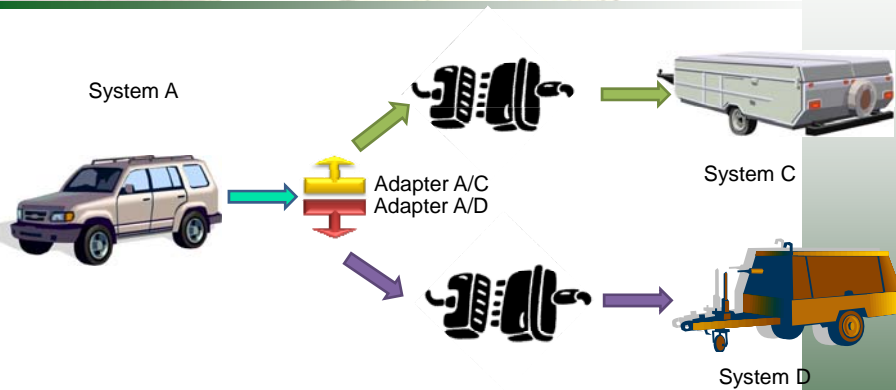 System A
Adapter A/C
Adapter A/D
System C
System D